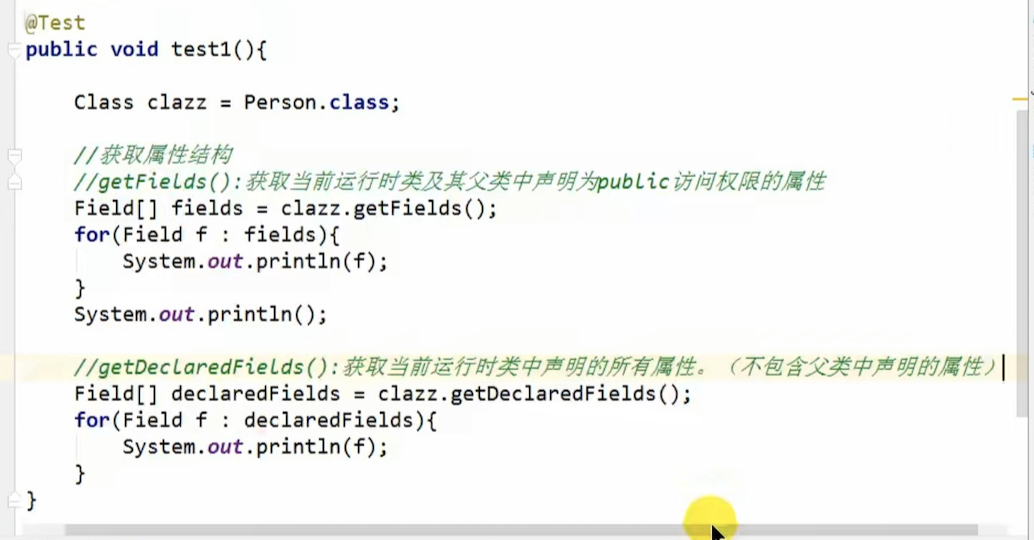 @Test
public void test1(){
Class clazz = Person.class;
//获取属性结构
//getFields():获取当前运行时类及其父类中声明为public访问权限的属性
Field[] fields = clazz.getFields();
for(Field f : fields){
System.out.println(f);
}
System.out.println();
//getDeclaredFields():获取当前运行时类中声明的所有属性。（不包含父类中声明的属性）
Field[] declaredFields = clazz.getDeclaredFields();
for(Field f : declaredFields){
System.out.println(f);
}
}